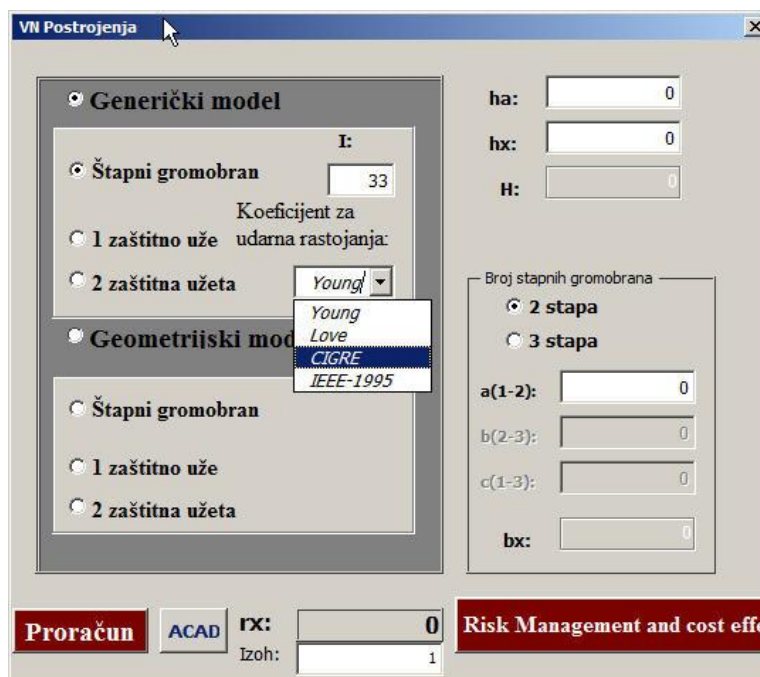 VN Postrojenja
Generički model
I:
Štapni gromobran
33
Koeficijent za
udarna rastojanja:
1 zaštitno uže
2 zaštitna užeta
Young
Young
Love
CIGRE
IEEE-1995
Geometrijski mod
Štapni gromobran
1 zaštitno uže
2 zaštitna užeta
ha: 0
hx: 0
H: 0
Broj stapnih gromobrana
2 stapa
3 stapa
a(1-2): 0
b(2-3): 0
c(1-3): 0
bx: 0
Proračun
ACAD
rx: 0
Izoh: 1
Risk Management and cost effe